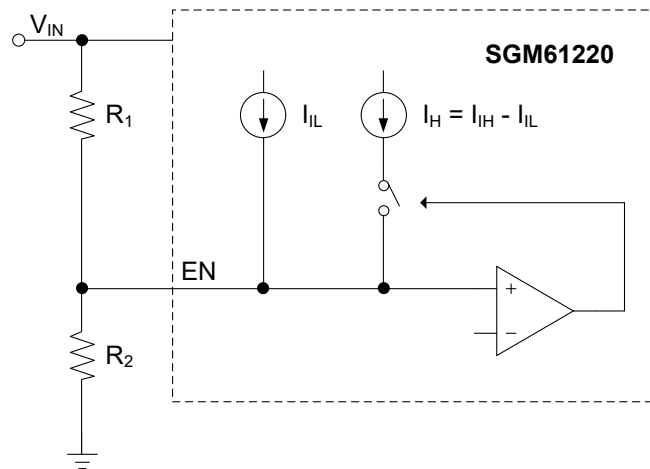 V_IN
SGM61220
R_1
I_IL
I_H = I_IH - I_IL
EN
+
−
R_2